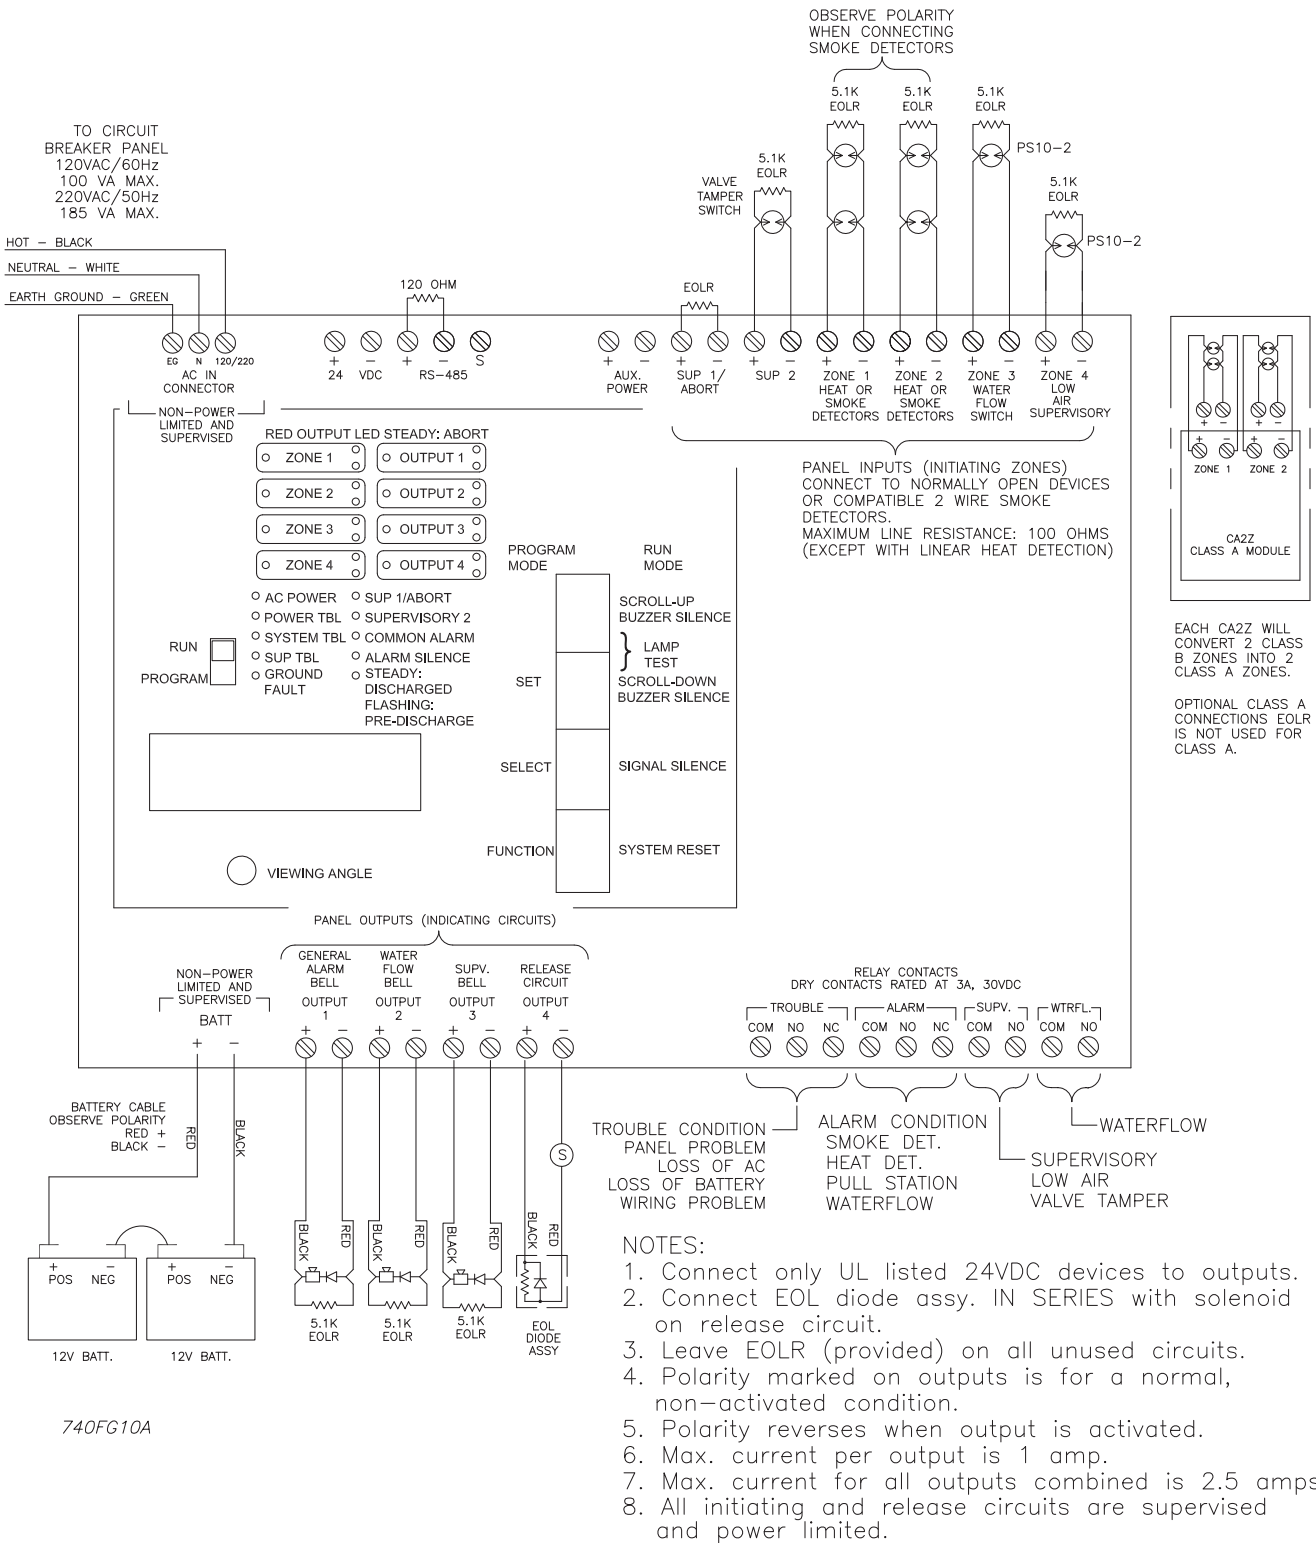 OBSERVE POLARITY
WHEN CONNECTING
SMOKE DETECTORS
TO CIRCUIT
BREAKER PANEL
120VAC/60Hz
100 VA MAX.
220VAC/50Hz
185 VA MAX.
HOT – BLACK
NEUTRAL – WHITE
EARTH GROUND – GREEN
120 OHM
EOLR
VALVE
TAMPER
SWITCH
5.1K
EOLR
5.1K
EOLR
5.1K
EOLR
5.1K
EOLR
PS10–2
5.1K
EOLR
PS10–2
EG N 120/220
AC IN
CONNECTOR
NON–POWER
LIMITED AND
SUPERVISED
+ –
24 VDC
+ – S
RS–485
+ –
AUX.
POWER
+ –
SUP 1/
ABORT
+ –
SUP 2
+ –
ZONE 1
HEAT OR
SMOKE
DETECTORS
+ –
ZONE 2
HEAT OR
SMOKE
DETECTORS
+ –
ZONE 3
WATER
FLOW
SWITCH
+ –
ZONE 4
LOW
AIR
SUPERVISORY
PANEL INPUTS (INITIATING ZONES)
CONNECT TO NORMALLY OPEN DEVICES
OR COMPATIBLE 2 WIRE SMOKE
DETECTORS.
MAXIMUM LINE RESISTANCE: 100 OHMS
(EXCEPT WITH LINEAR HEAT DETECTION)
+ – + –
+ – + –
ZONE 1 ZONE 2
CA2Z
CLASS A MODULE
EACH CA2Z WILL
CONVERT 2 CLASS
B ZONES INTO 2
CLASS A ZONES.
OPTIONAL CLASS A
CONNECTIONS EOLR
IS NOT USED FOR
CLASS A.
RED OUTPUT LED STEADY: ABORT
ZONE 1 OUTPUT 1
ZONE 2 OUTPUT 2
ZONE 3 OUTPUT 3
ZONE 4 OUTPUT 4
AC POWER SUP 1/ABORT
POWER TBL SUPERVISORY 2
SYSTEM TBL COMMON ALARM
SUP TBL ALARM SILENCE
GROUND
FAULT
STEADY:
DISCHARGED
FLASHING:
PRE-DISCHARGE
RUN
PROGRAM
PROGRAM
MODE
RUN
MODE
SCROLL-UP
BUZZER SILENCE
LAMP
TEST
SET
SCROLL-DOWN
BUZZER SILENCE
SELECT
SIGNAL SILENCE
FUNCTION
SYSTEM RESET
VIEWING ANGLE
PANEL OUTPUTS (INDICATING CIRCUITS)
NON–POWER
LIMITED AND
SUPERVISED
BATT
+ –
GENERAL
ALARM
BELL
OUTPUT
1
+ –
WATER
FLOW
BELL
OUTPUT
2
+ –
SUPV.
BELL
OUTPUT
3
+ –
RELEASE
CIRCUIT
OUTPUT
4
+ –
RELAY CONTACTS
DRY CONTACTS RATED AT 3A, 30VDC
TROUBLE ALARM SUPV. WTRFL.
COM NO NC COM NO NC COM NO COM NO
TROUBLE CONDITION
PANEL PROBLEM
LOSS OF AC
LOSS OF BATTERY
WIRING PROBLEM
ALARM CONDITION
SMOKE DET.
HEAT DET.
PULL STATION
WATERFLOW
SUPERVISORY
LOW AIR
VALVE TAMPER
WATERFLOW
BATTERY CABLE
OBSERVE POLARITY
RED +
BLACK –
RED
BLACK
+ –
POS NEG
12V BATT.
+ –
POS NEG
12V BATT.
BLACK RED
5.1K
EOLR
BLACK RED
5.1K
EOLR
BLACK RED
5.1K
EOLR
S
BLACK RED
EOL
DIODE
ASSY
740FG10A
NOTES:
1. Connect only UL listed 24VDC devices to outputs.
2. Connect EOL diode assy. IN SERIES with solenoid
on release circuit.
3. Leave EOLR (provided) on all unused circuits.
4. Polarity marked on outputs is for a normal,
non–activated condition.
5. Polarity reverses when output is activated.
6. Max. current per output is 1 amp.
7. Max. current for all outputs combined is 2.5 amps
8. All initiating and release circuits are supervised
and power limited.